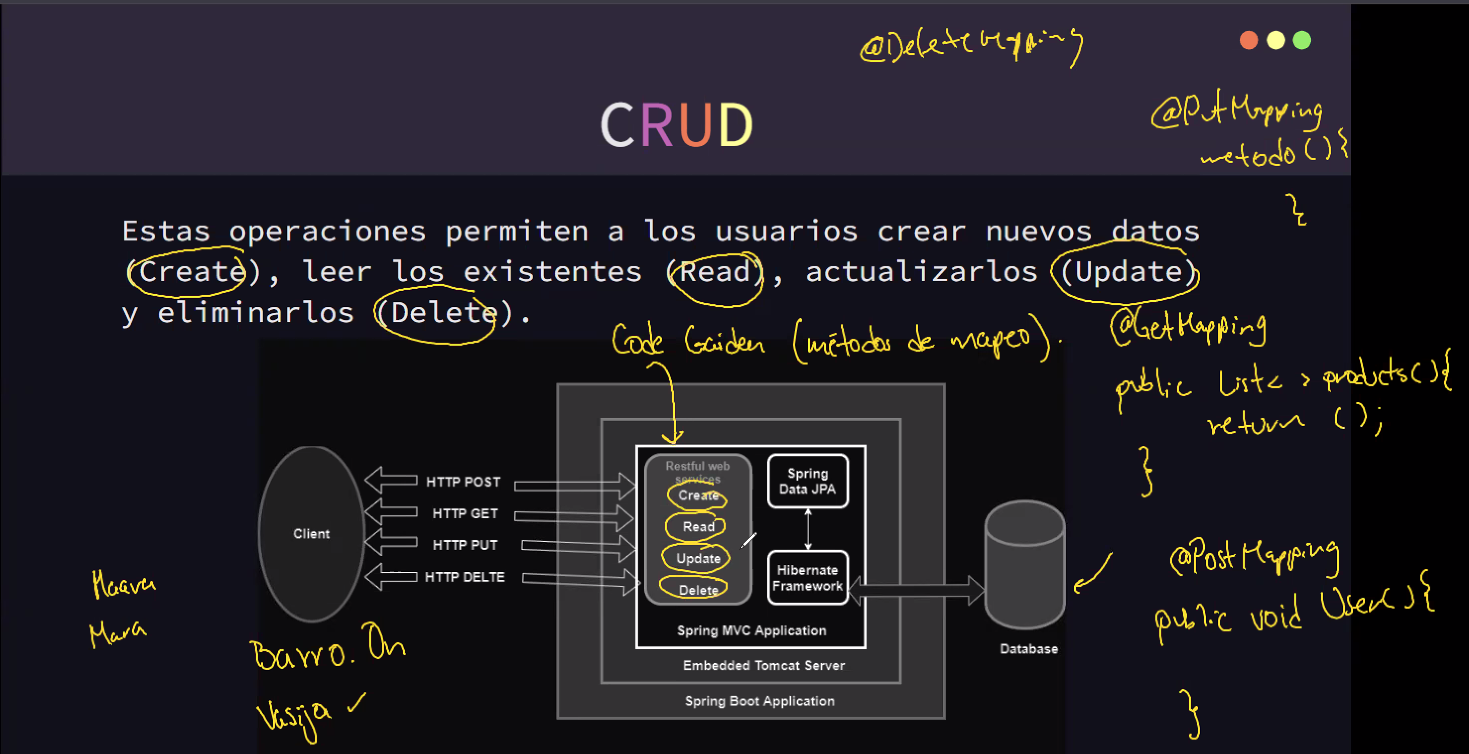 @DeleteMapping
CRUD
@PutMapping
metodo(){
}
Estas operaciones permiten a los usuarios crear nuevos datos
(Create), leer los existentes (Read), actualizarlos (Update)
y eliminarlos (Delete).
Code Gaiden (métodos de mapeo).
@GetMapping
public List< > products(){
return ();
}
Client
HTTP POST
HTTP GET
HTTP PUT
HTTP DELTE
Restful web
services
Create
Read
Update
Delete
Spring
Data JPA
Hibernate
Framework
Spring MVC Application
Embedded Tomcat Server
Spring Boot Application
Database
@PostMapping
public void User(){
}
Mara
Barro. On
Vasija